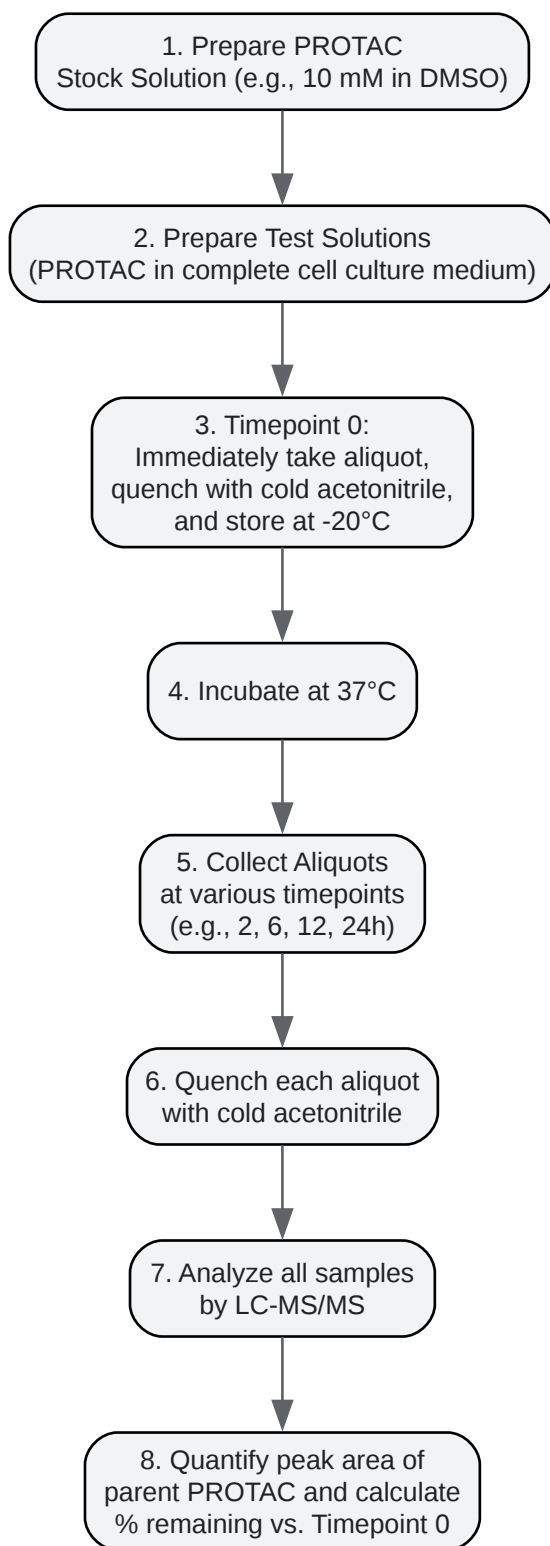 1. Prepare PROTAC
Stock Solution (e.g., 10 mM in DMSO)
2. Prepare Test Solutions
(PROTAC in complete cell culture medium)
3. Timepoint 0:
Immediately take aliquot,
quench with cold acetonitrile,
and store at -20°C
4. Incubate at 37°C
5. Collect Aliquots
at various timepoints
(e.g., 2, 6, 12, 24h)
6. Quench each aliquot
with cold acetonitrile
7. Analyze all samples
by LC-MS/MS
8. Quantify peak area of
parent PROTAC and calculate
% remaining vs. Timepoint 0